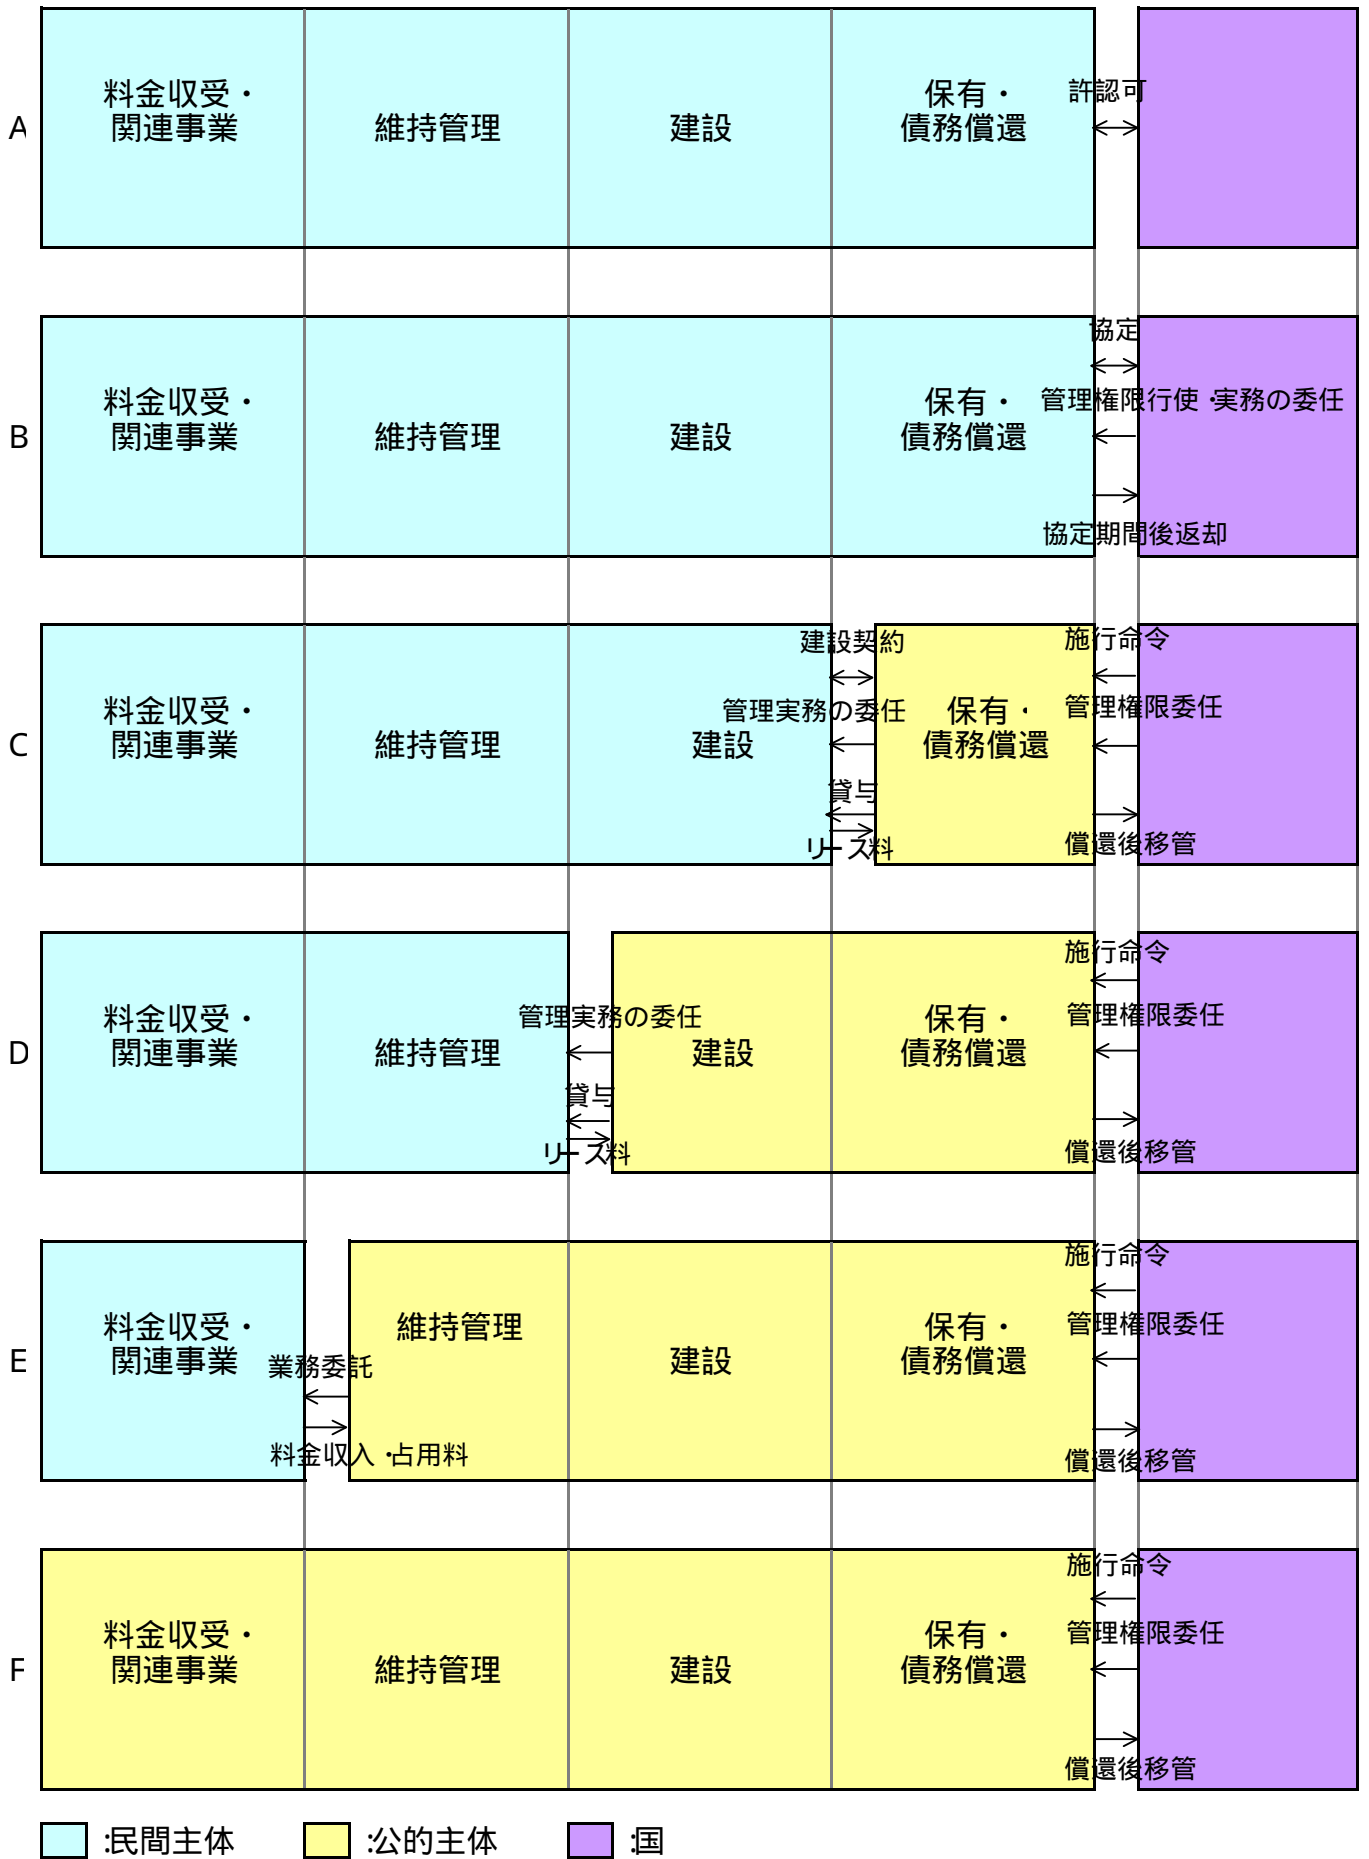 料金収受・
関連事業
維持管理
建設
保有・
債務償還
許認可
A
料金収受・
関連事業
維持管理
建設
保有・
債務償還
協定
管理権限行使・実務の委任
協定期間後返却
B
料金収受・
関連事業
維持管理
建設
建設契約
管理実務の委任
貸与
リース料
保有・
債務償還
施行命令
管理権限委任
償還後移管
C
料金収受・
関連事業
維持管理
管理実務の委任
貸与
リース料
建設
保有・
債務償還
施行命令
管理権限委任
償還後移管
D
料金収受・
関連事業
業務委託
料金収入・占用料
維持管理
建設
保有・
債務償還
施行命令
管理権限委任
償還後移管
E
料金収受・
関連事業
維持管理
建設
保有・
債務償還
施行命令
管理権限委任
償還後移管
F
:民間主体
:公的主体
:国